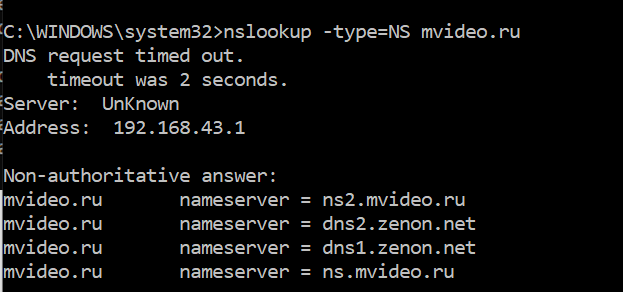 C:\WINDOWS\system32>nslookup -type=NS mvideo.ru
DNS request timed out.
    timeout was 2 seconds.
Server:  UnKnown
Address:  192.168.43.1

Non-authoritative answer:
mvideo.ru       nameserver = ns2.mvideo.ru
mvideo.ru       nameserver = dns2.zenon.net
mvideo.ru       nameserver = dns1.zenon.net
mvideo.ru       nameserver = ns.mvideo.ru